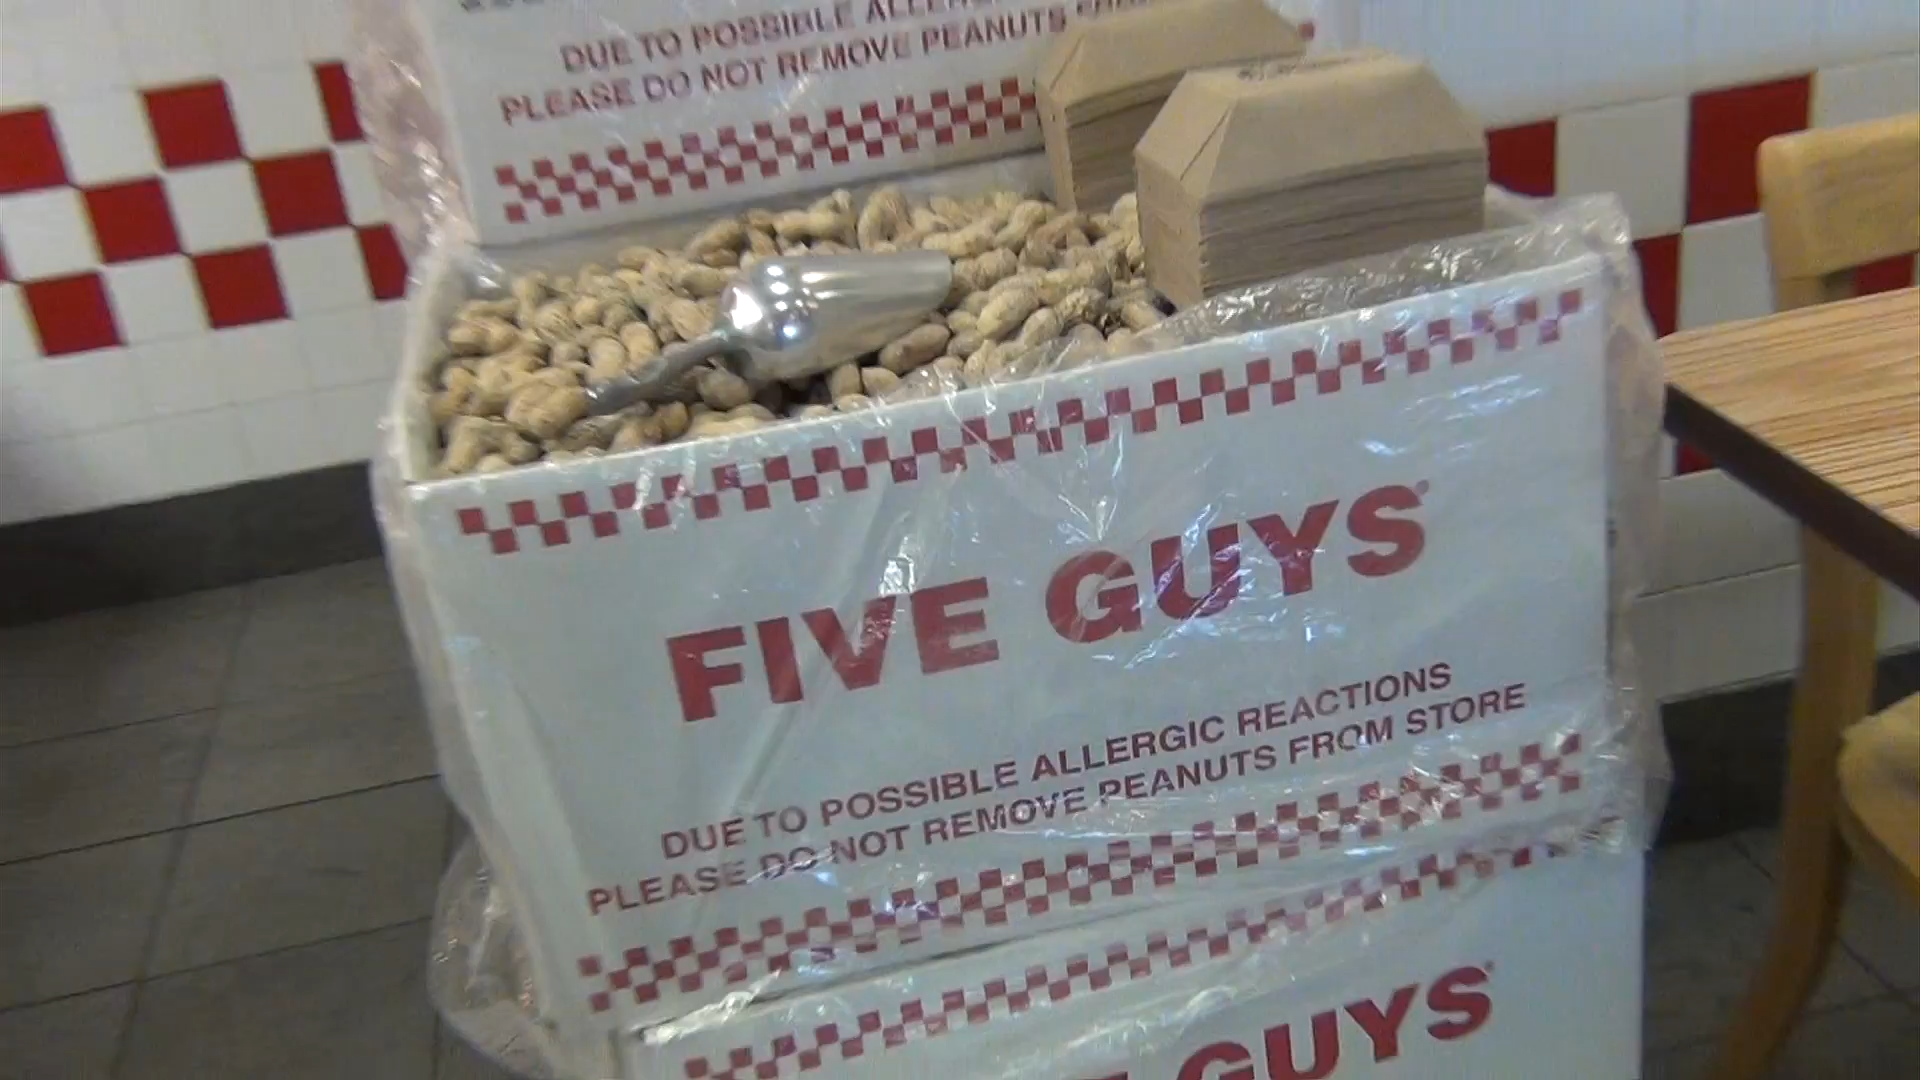 DUE TO POSSIBLE
PLEASE DO NOT REMOVE PEANUTS
FIVE GUYS
DUE TO POSSIBLE ALLERGIC REACTIONS
PLEASE DO NOT REMOVE PEANUTS FROM STORE
GUYS